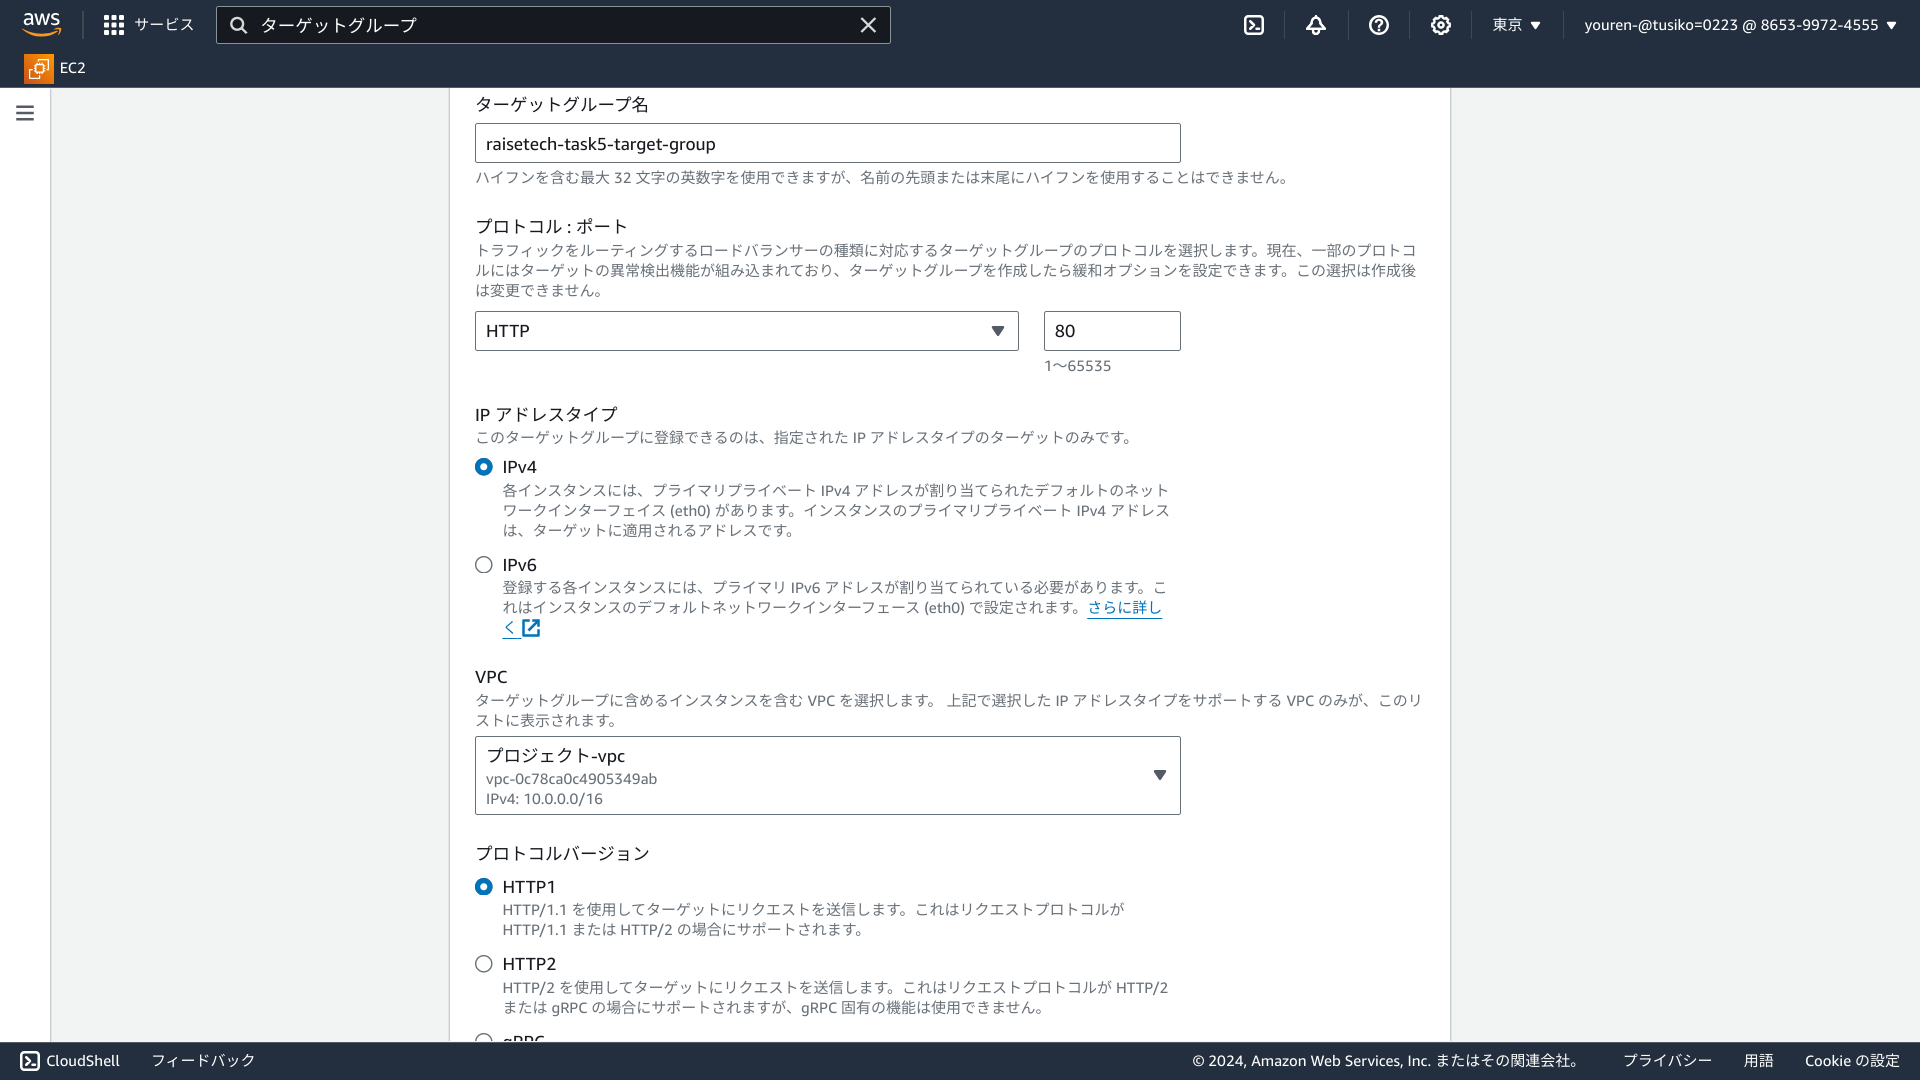 aws
サービス
ターゲットグループ
東京
youren-@tusiko=0223 @ 8653-9972-4555
EC2
ターゲットグループ名
raisetech-task5-target-group
ハイフンを含む最大 32 文字の英数字を使用できますが、名前の先頭または末尾にハイフンを使用することはできません。
プロトコル : ポート
トラフィックをルーティングするロードバランサーの種類に対応するターゲットグループのプロトコルを選択します。現在、一部のプロトコ
ルにはターゲットの異常検出機能が組み込まれており、ターゲットグループを作成したら緩和オプションを設定できます。この選択は作成後
は変更できません。
HTTP
80
1～65535
IP アドレスタイプ
このターゲットグループに登録できるのは、指定された IP アドレスタイプのターゲットのみです。
IPv4
各インスタンスには、プライマリプライベート IPv4 アドレスが割り当てられたデフォルトのネット
ワークインターフェイス (eth0) があります。インスタンスのプライマリプライベート IPv4 アドレス
は、ターゲットに適用されるアドレスです。
IPv6
登録する各インスタンスには、プライマリ IPv6 アドレスが割り当てられている必要があります。こ
れはインスタンスのデフォルトネットワークインターフェース (eth0) で設定されます。さらに詳し
く
VPC
ターゲットグループに含めるインスタンスを含む VPC を選択します。 上記で選択した IP アドレスタイプをサポートする VPC のみが、このリ
ストに表示されます。
プロジェクト-vpc
vpc-0c78ca0c4905349ab
IPv4: 10.0.0.0/16
プロトコルバージョン
HTTP1
HTTP/1.1 を使用してターゲットにリクエストを送信します。これはリクエストプロトコルが
HTTP/1.1 または HTTP/2 の場合にサポートされます。
HTTP2
HTTP/2 を使用してターゲットにリクエストを送信します。これはリクエストプロトコルが HTTP/2
または gRPC の場合にサポートされますが、gRPC 固有の機能は使用できません。
gRPC
CloudShell
フィードバック
© 2024, Amazon Web Services, Inc. またはその関連会社。
プライバシー
用語
Cookie の設定